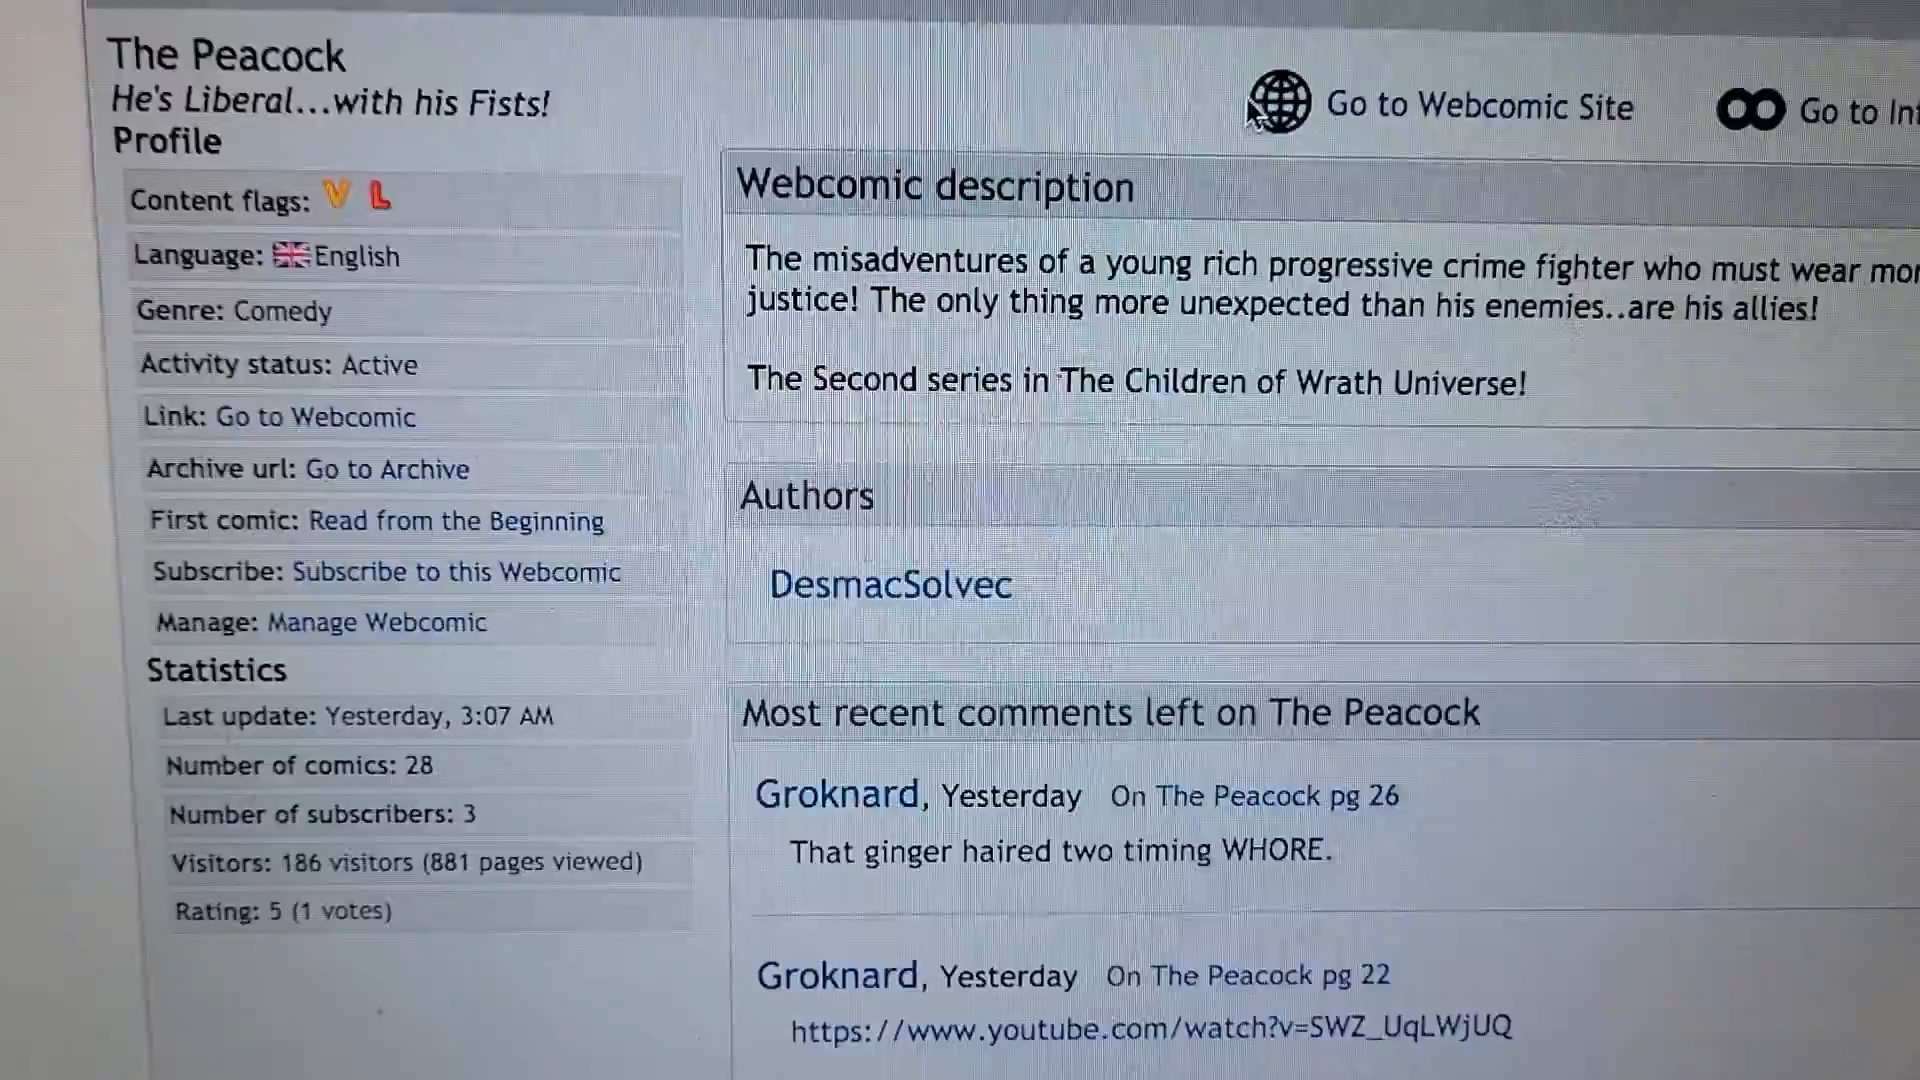 The Peacock
He's Liberal...with his Fists!
Profile
Content flags: V L
Language: English
Genre: Comedy
Activity status: Active
Link: Go to Webcomic
Archive url: Go to Archive
First comic: Read from the Beginning
Subscribe: Subscribe to this Webcomic
Manage: Manage Webcomic
Statistics
Last update: Yesterday, 3:07 AM
Number of comics: 28
Number of subscribers: 3
Visitors: 186 visitors (881 pages viewed)
Rating: 5 (1 votes)
Go to Webcomic Site
Go to
Webcomic description
The misadventures of a young rich progressive crime fighter who must wear
justice! The only thing more unexpected than his enemies..are his allies!
The Second series in The Children of Wrath Universe!
Authors
DesmacSolvec
Most recent comments left on The Peacock
Groknard, Yesterday On The Peacock pg 26
That ginger haired two timing WHORE.
Groknard, Yesterday On The Peacock pg 22
https://www.youtube.com/watch?v=SWZ_UqLWjUQ